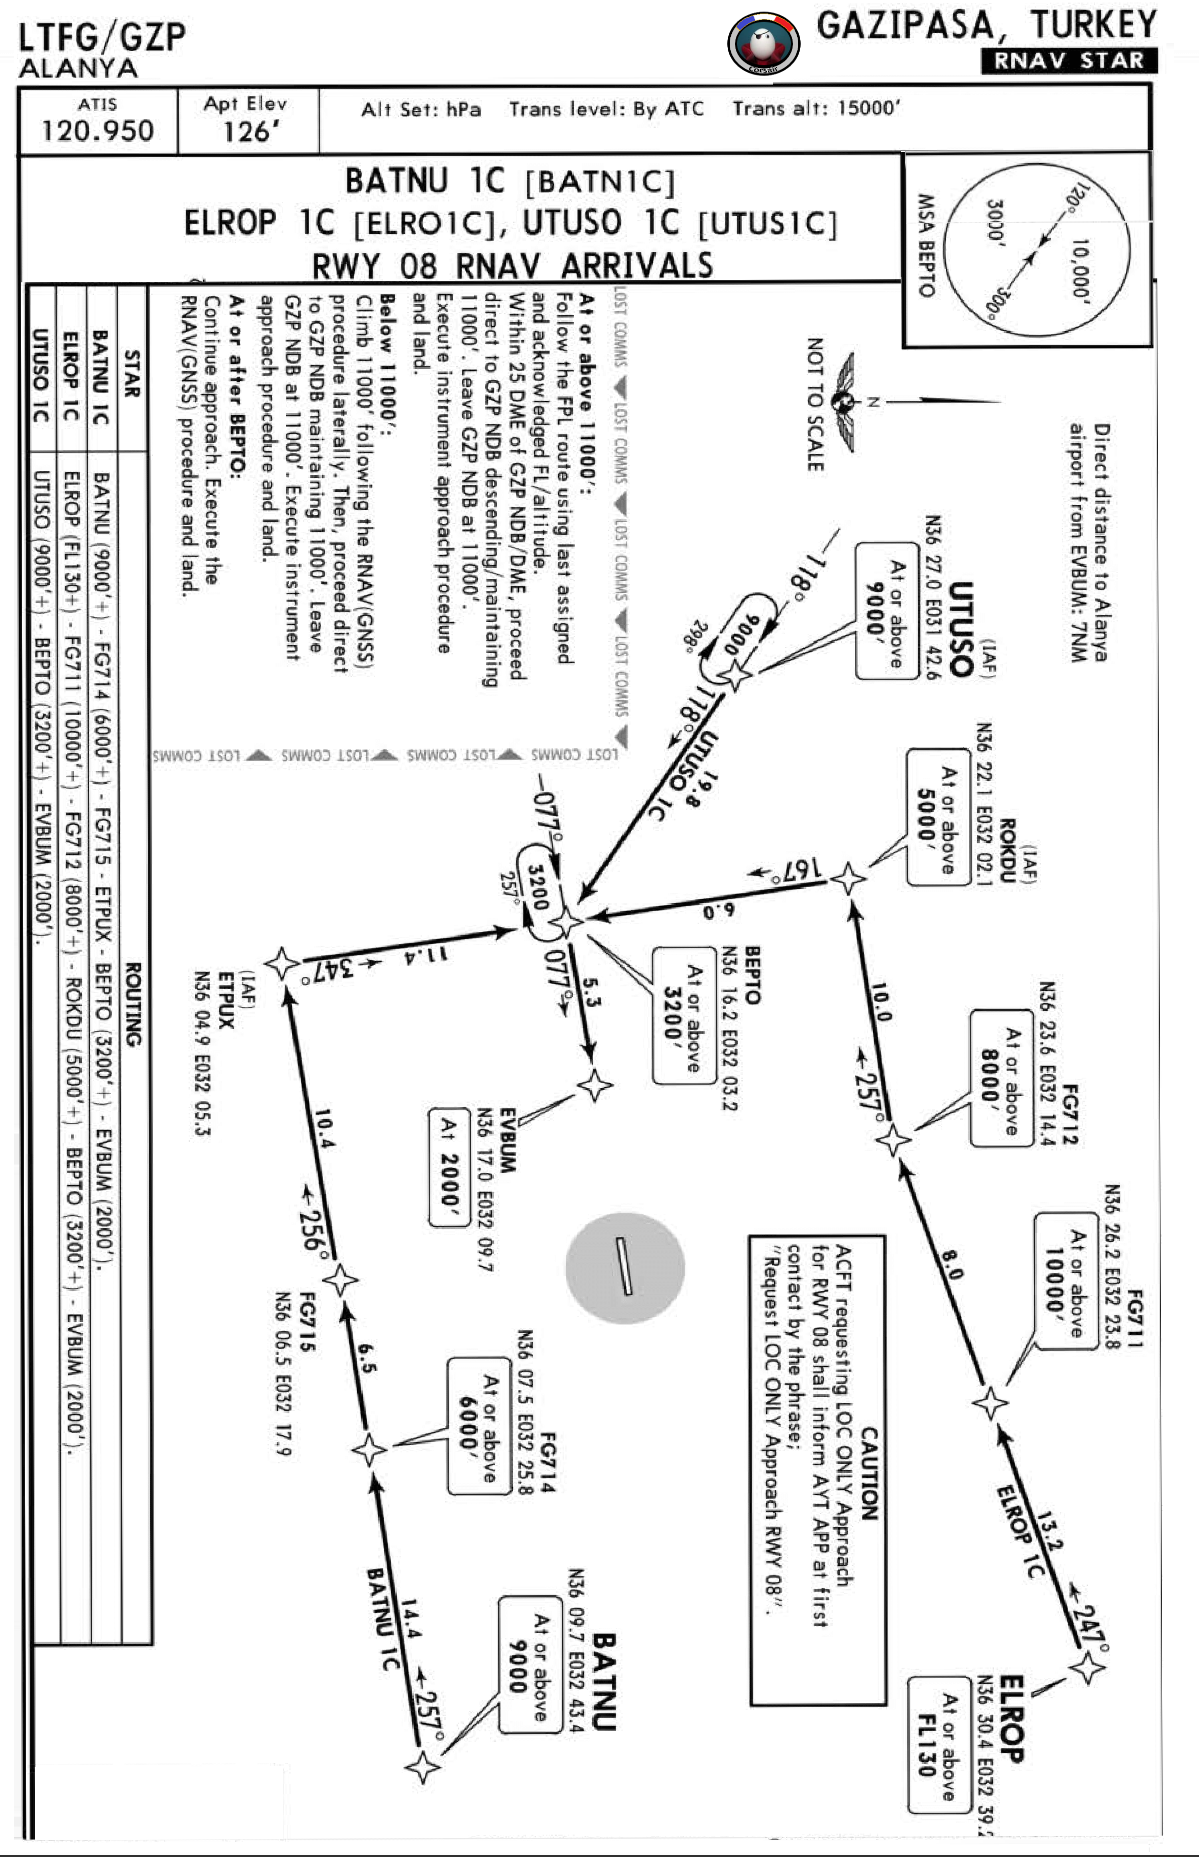 LTFG/GZP
ALANYA
corsair
GAZIPASA, TURKEY
RNAV STAR
ATIS
120.950
Apt Elev
126'
Alt Set: hPa Trans level: By ATC Trans alt: 15000'
BATNU 1C [BATN1C]
ELROP 1C [ELRO1C], UTUSO 1C [UTUS1C]
RWY 08 RNAV ARRIVALS
120°
10,000'
3000'
300°
MSA BEPTO
Direct distance to Alanya
airport from EVBUM: 7NM
N
NOT TO SCALE
LOST COMMS LOST COMMS LOST COMMS LOST COMMS
At or above 11000':
Follow the FPL route using last assigned
and acknowledged FL/altitude.
Within 25 DME of GZP NDB/DME, proceed
direct to GZP NDB descending/maintaining
11000'. Leave GZP NDB at 11000'.
Execute instrument approach procedure
and land.
Below 11000':
Climb 11000' following the RNAV(GNSS)
procedure laterally. Then, proceed direct
to GZP NDB maintaining 11000'. Leave
GZP NDB at 11000'. Execute instrument
approach procedure and land.
At or after BEPTO:
Continue approach. Execute the
RNAV(GNSS) procedure and land.
LOST COMMS LOST COMMS LOST COMMS LOST COMMS
(IAF)
UTUSO
N36 27.0 E031 42.6
At or above
9000'
118°
9000
298°
118°
19.8
UTUSO 1C
(IAF)
ROKDU
N36 22.1 E032 02.1
At or above
5000'
167°
6.0
-077°
3200
257°
BEPTO
N36 16.2 E032 03.2
At or above
3200'
077°
5.3
EVBUM
N36 17.0 E032 09.7
At 2000'
FG712
N36 23.6 E032 14.4
At or above
8000'
10.0
257°
FG711
N36 26.2 E032 23.8
At or above
10000'
8.0
13.2
ELROP 1C
247°
ELROP
N36 30.4 E032 39.2
At or above
FL130
CAUTION
ACFT requesting LOC ONLY Approach
for RWY 08 shall inform AYT APP at first
contact by the phrase;
"Request LOC ONLY Approach RWY 08".
11.4
347°
(IAF)
ETPUX
N36 04.9 E032 05.3
10.4
256°
FG715
N36 06.5 E032 17.9
6.5
FG714
N36 07.5 E032 25.8
At or above
6000'
14.4
BATNU 1C
257°
BATNU
N36 09.7 E032 43.4
At or above
9000
STAR ROUTING
BATNU 1C BATNU (9000'+) - FG714 (6000'+) - FG715 - ETPUX - BEPTO (3200'+) - EVBUM (2000').
ELROP 1C ELROP (FL130+) - FG711 (10000'+) - FG712 (8000'+) - ROKDU (5000'+) - BEPTO (3200'+) - EVBUM (2000').
UTUSO 1C UTUSO (9000'+) - BEPTO (3200'+) - EVBUM (2000').